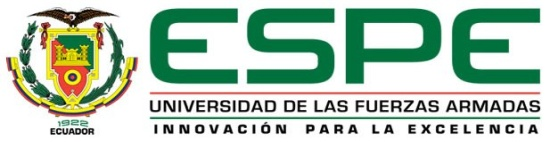 ESPE
UNIVERSIDAD DE LAS FUERZAS ARMADAS
INNOVACIÓN PARA LA EXCELENCIA
1922
ECUADOR